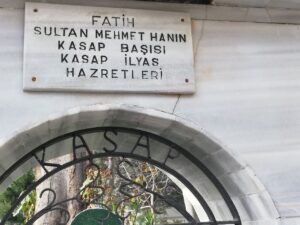 FATİH
SULTAN MEHMET HANIN
KASAP BAŞISI
KASAP İLYAS
HAZRETLERİ
KASAP